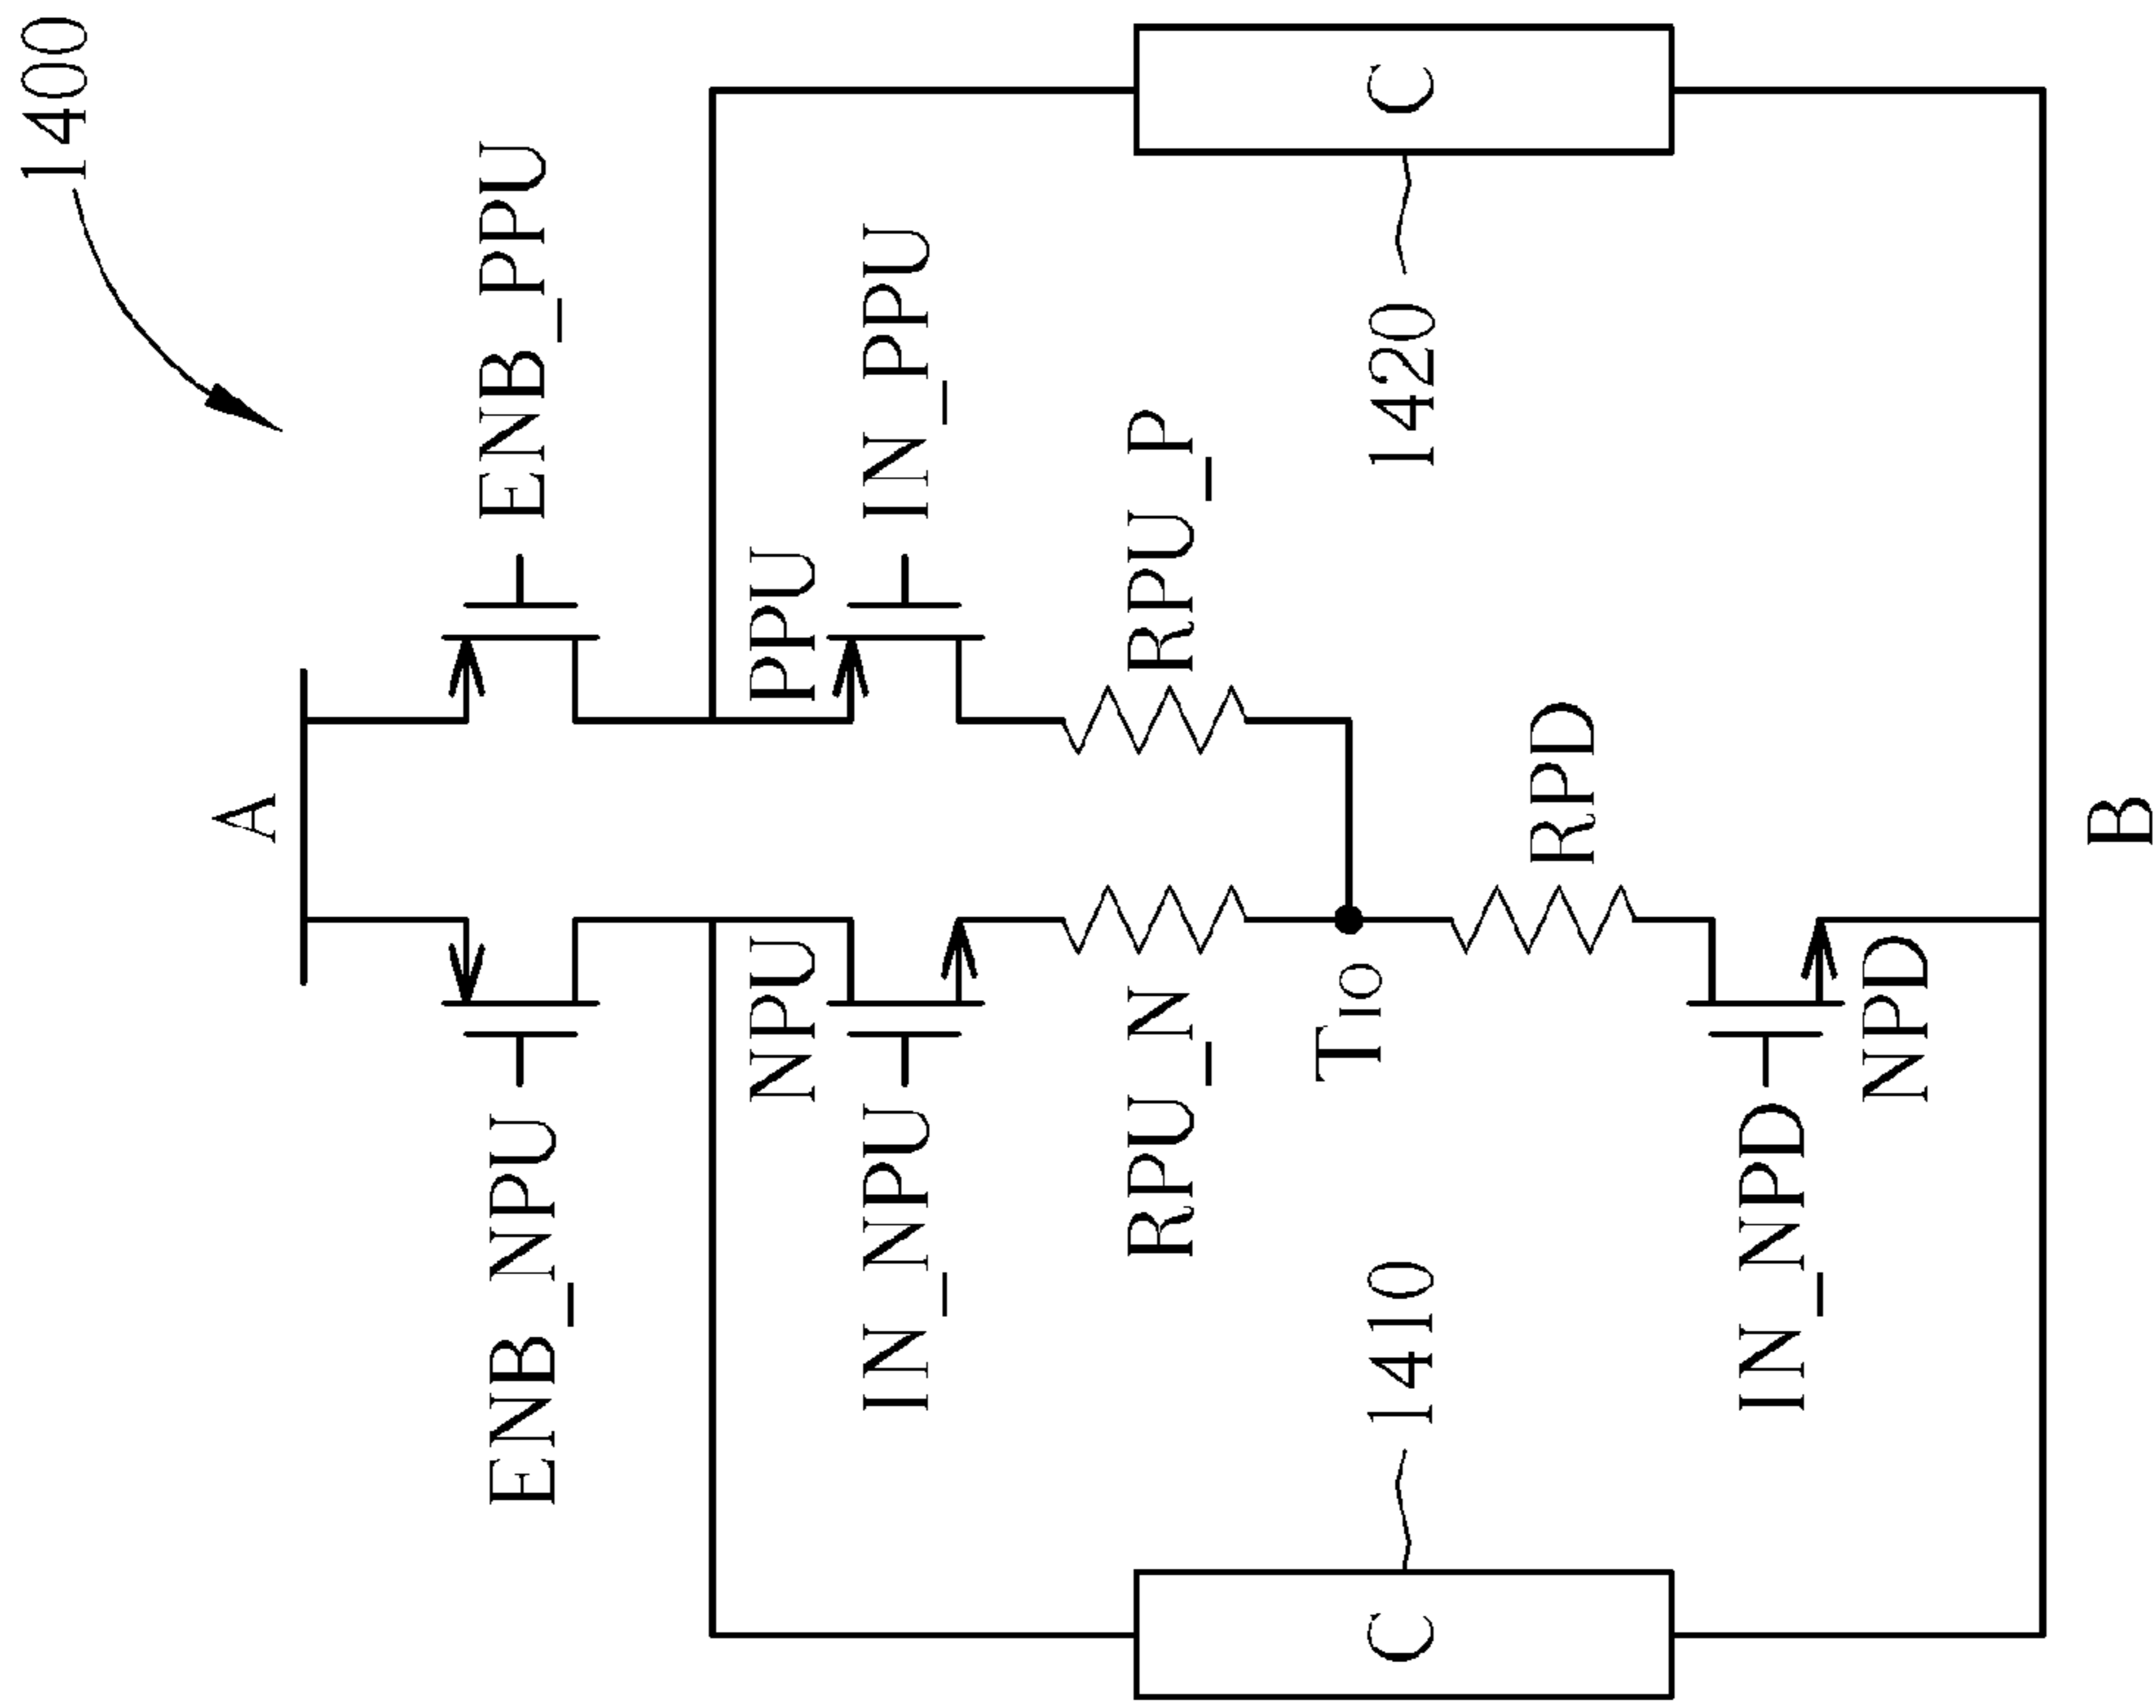 1400
A
ENB_NPU
ENB_PPU
NPU
PPU
IN_NPU
IN_PPU
RPU_N
RPU_P
TIO
1410
1420
C
C
RPD
IN_NPD
NPD
B